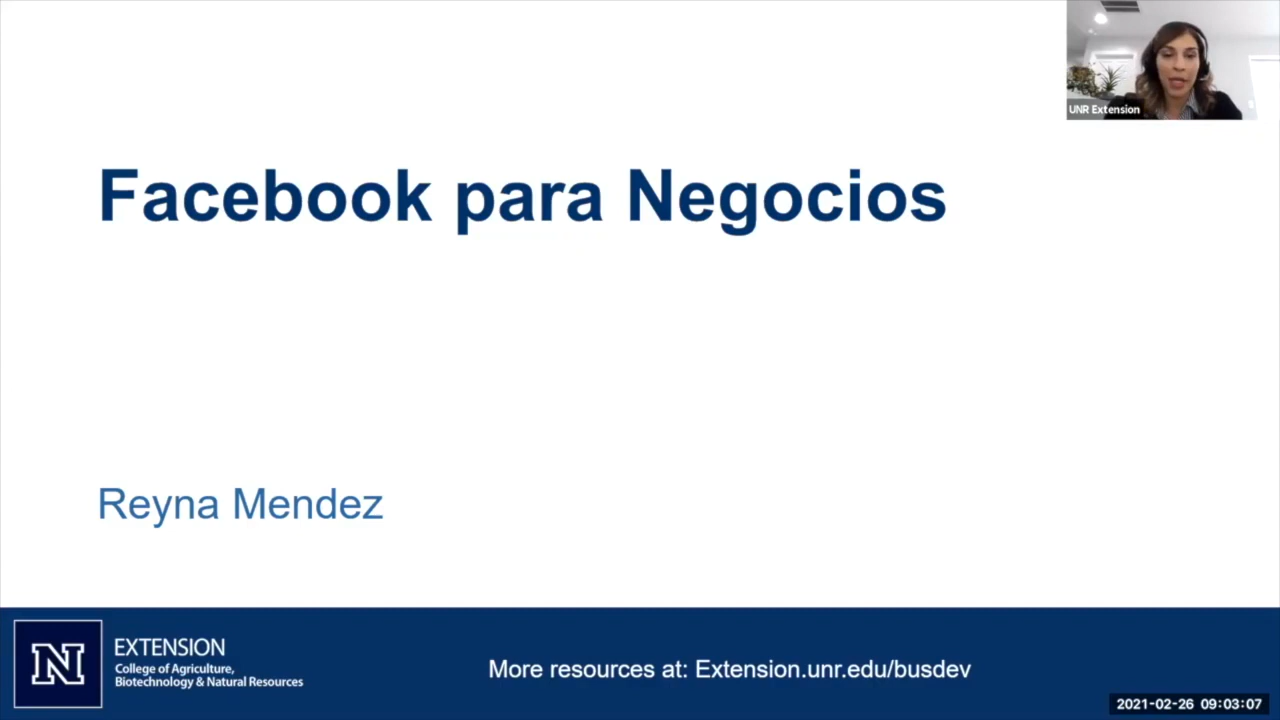 UNR Extension
Facebook para Negocios
Reyna Mendez
N
EXTENSION
College of Agriculture,
Biotechnology & Natural Resources
More resources at: Extension.unr.edu/busdev
2021-02-26 09:03:07